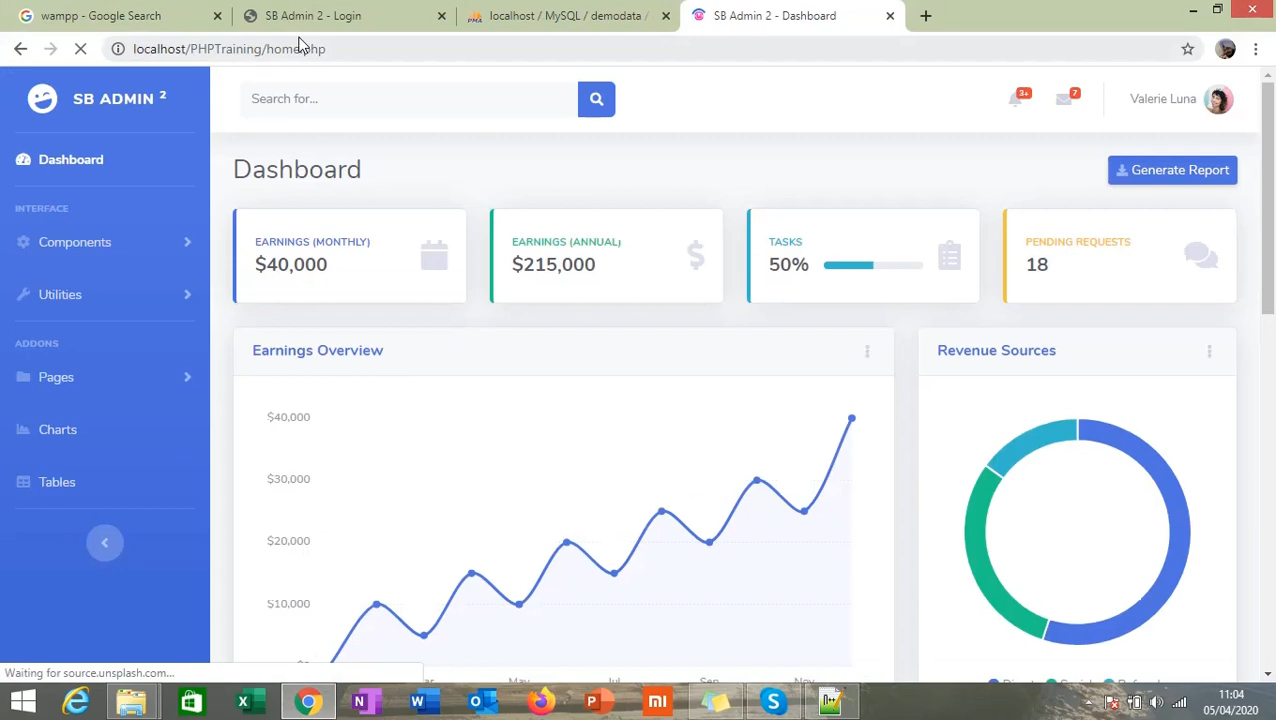 wampp - Google Search
SB Admin 2 - Login
localhost / MySQL / demodata /
SB Admin 2 - Dashboard
localhost/PHPTraining/home.php
SB ADMIN 2
Search for...
3+
7
Valerie Luna
Dashboard
Dashboard
Generate Report
INTERFACE
Components
Utilities
ADDONS
Pages
Charts
Tables
EARNINGS (MONTHLY)
$40,000
EARNINGS (ANNUAL)
$215,000
TASKS
50%
PENDING REQUESTS
18
Earnings Overview
Revenue Sources
$40,000
$30,000
$20,000
$10,000
May
Jul
Sep
Nov
Waiting for source.unsplash.com...
11:04
05/04/2020